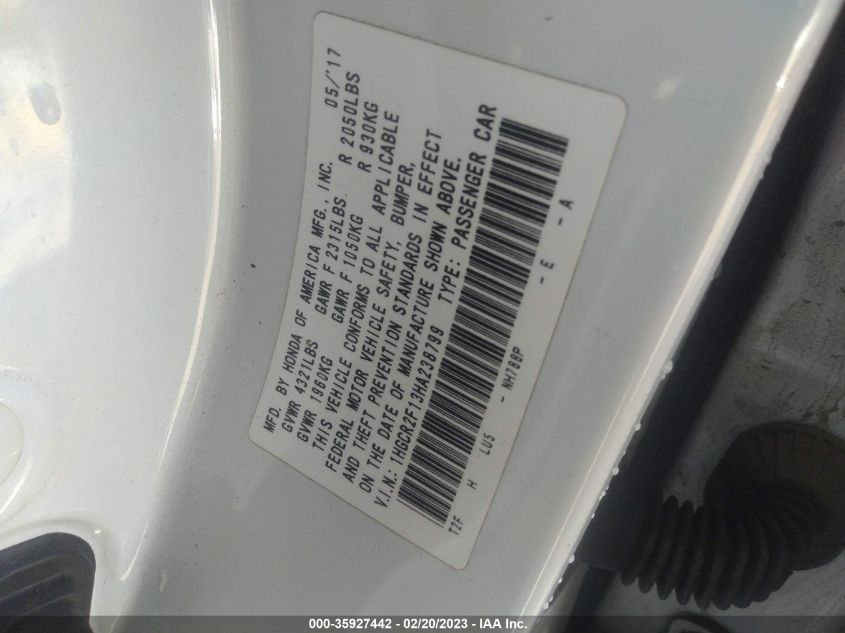 MFD. BY HONDA OF AMERICA MFG., INC. 05/'17
GVWR 4321LBS GAWR F 2315LBS. R 2050LBS
GVWR 1960KG GAWR F 1050KG R 930KG
THIS VEHICLE CONFORMS TO ALL APPLICABLE
FEDERAL MOTOR VEHICLE SAFETY, BUMPER,
AND THEFT PREVENTION STANDARDS IN EFFECT
ON THE DATE OF MANUFACTURE SHOWN ABOVE.
V.I.N.: 1HGCR2F13HA238799 TYPE: PASSENGER CAR
T2F H LU5 - NH788P - E - A
000-35927442 - 02/20/2023 - IAA Inc.